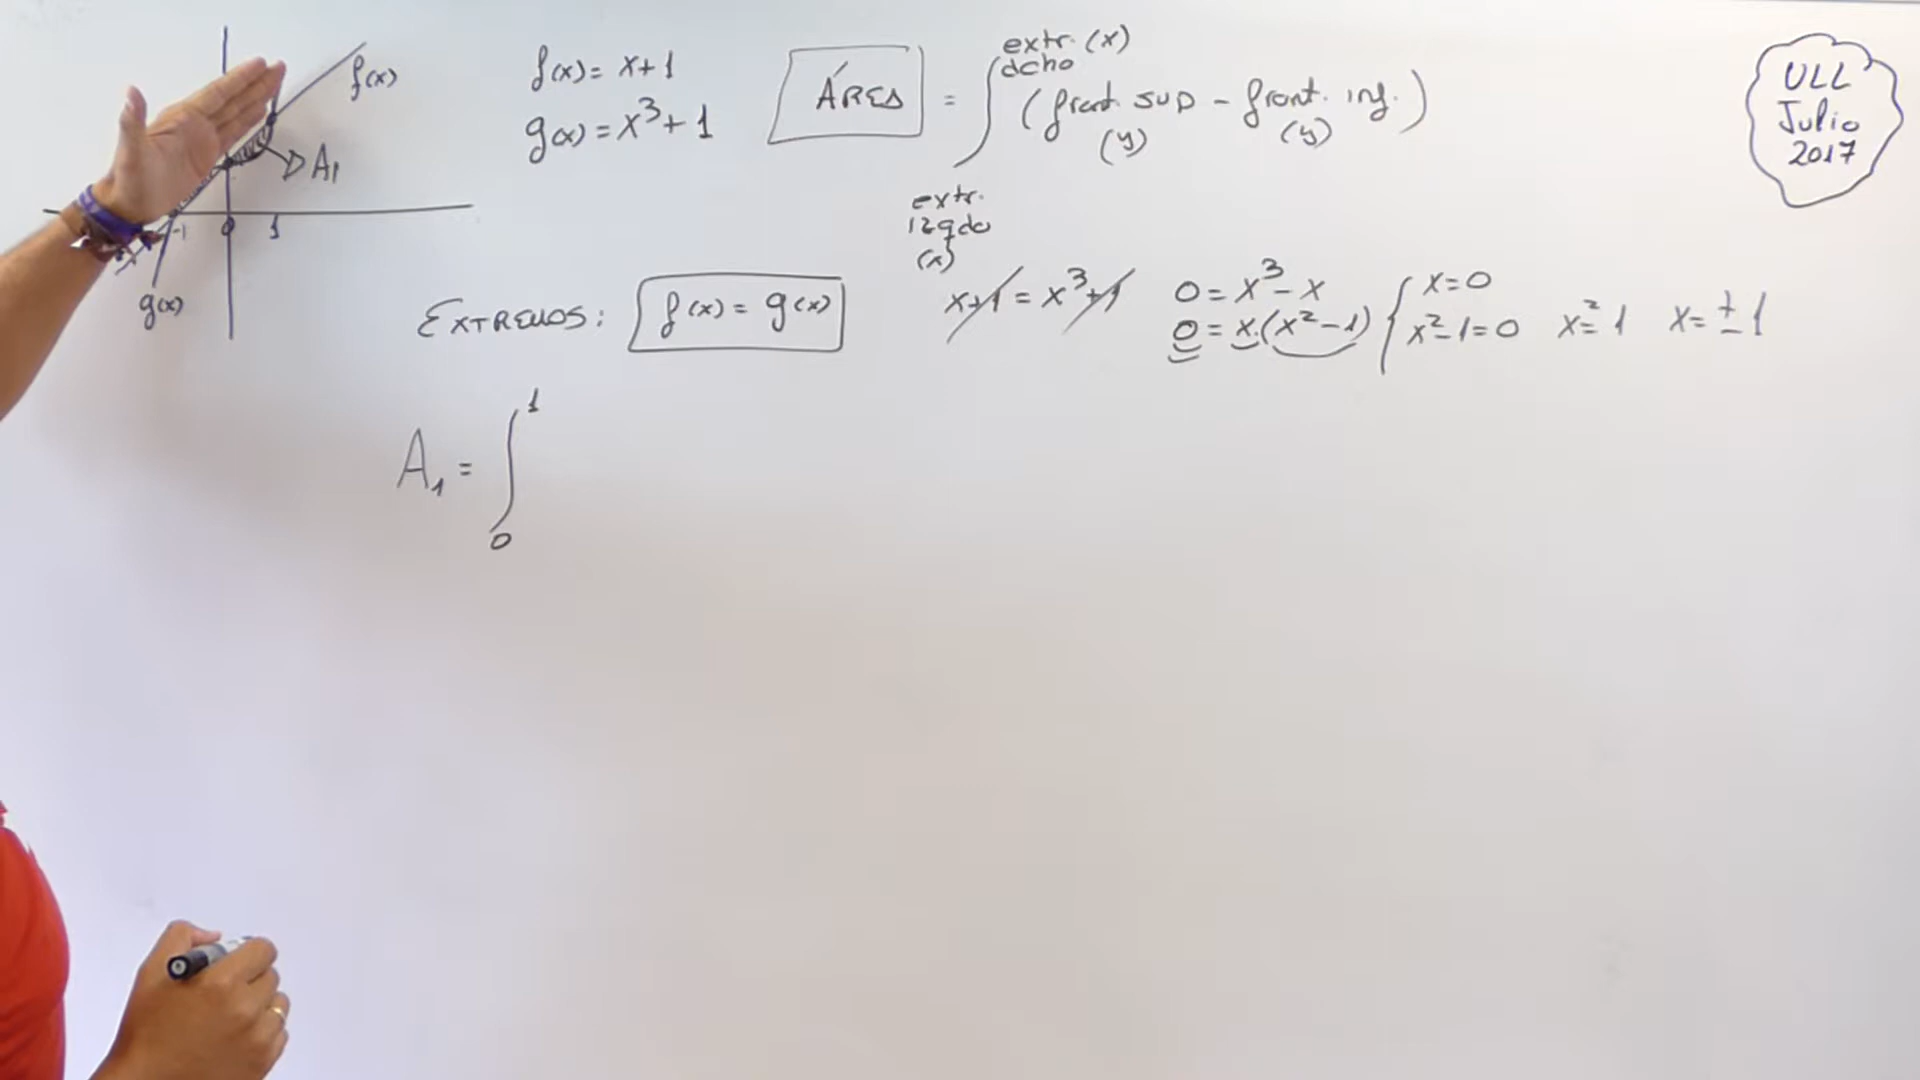 f(x)
A₁
-1 0 1
g(x)
f(x) = x+1
g(x) = x³+1
ÁREA = ∫ (front. sup - front. inf.)
extr. (x)
dcho
(y) (y)
extr.
izqdo
(x)
ULL
Julio
2017
EXTREMOS: f(x) = g(x)
x+1 = x³+1
0 = x³-x
0 = x·(x²-1)
{ x=0
x²-1=0 x²=1 x=±1
A₁ = ∫
1
0